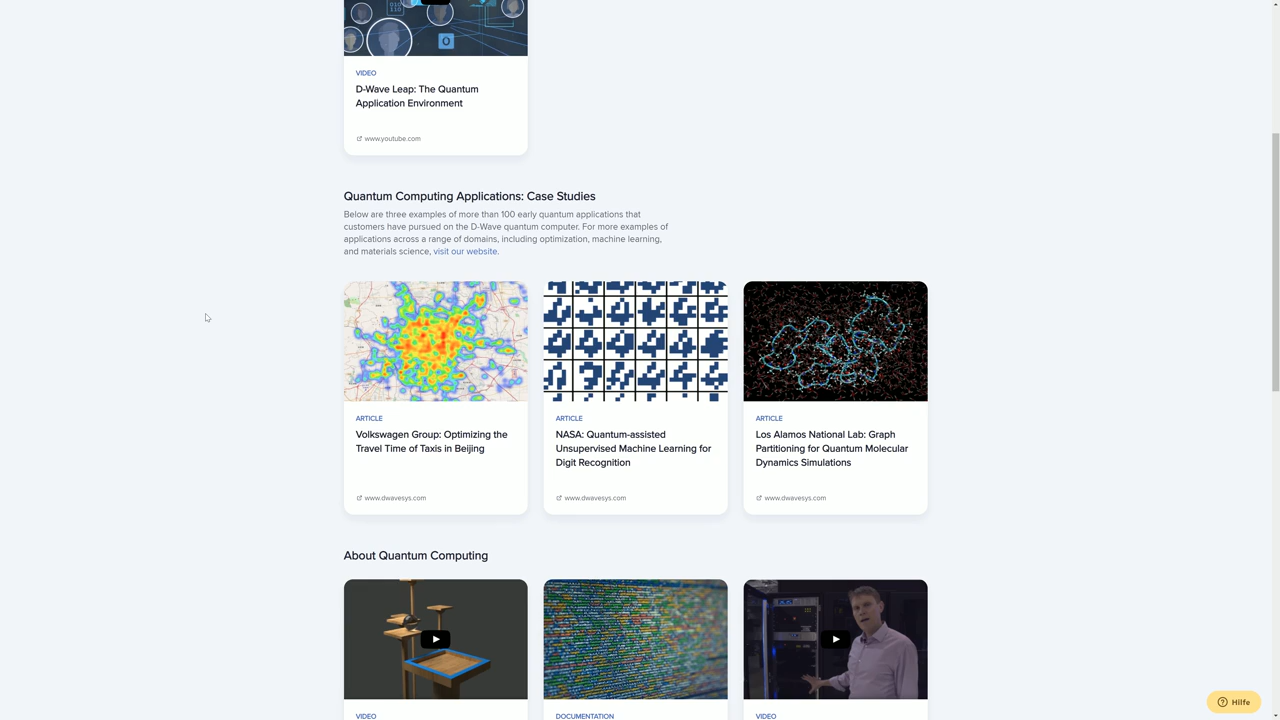 VIDEO
D-Wave Leap: The Quantum
Application Environment
www.youtube.com
Quantum Computing Applications: Case Studies
Below are three examples of more than 100 early quantum applications that
customers have pursued on the D-Wave quantum computer. For more examples of
applications across a range of domains, including optimization, machine learning,
and materials science, visit our website.
ARTICLE
Volkswagen Group: Optimizing the
Travel Time of Taxis in Beijing
www.dwavesys.com
ARTICLE
NASA: Quantum-assisted
Unsupervised Machine Learning for
Digit Recognition
www.dwavesys.com
ARTICLE
Los Alamos National Lab: Graph
Partitioning for Quantum Molecular
Dynamics Simulations
www.dwavesys.com
About Quantum Computing
VIDEO
DOCUMENTATION
VIDEO
Hilfe